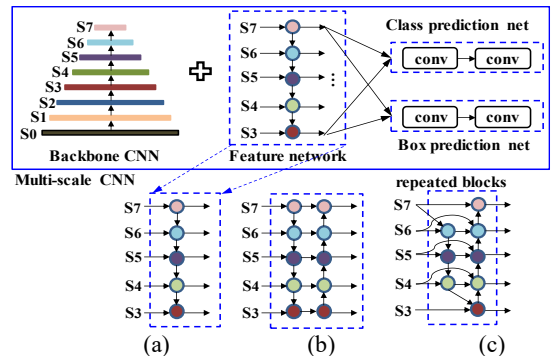 S7
S6
S5
S4
S3
S2
S1
S0
Backbone CNN
Multi-scale CNN
S7
S6
S5
S4
S3
Feature network
Class prediction net
conv
conv
conv
conv
Box prediction net
repeated blocks
S7
S6
S5
S4
S3
(a)
S7
S6
S5
S4
S3
(b)
S7
S6
S5
S4
S3
(c)